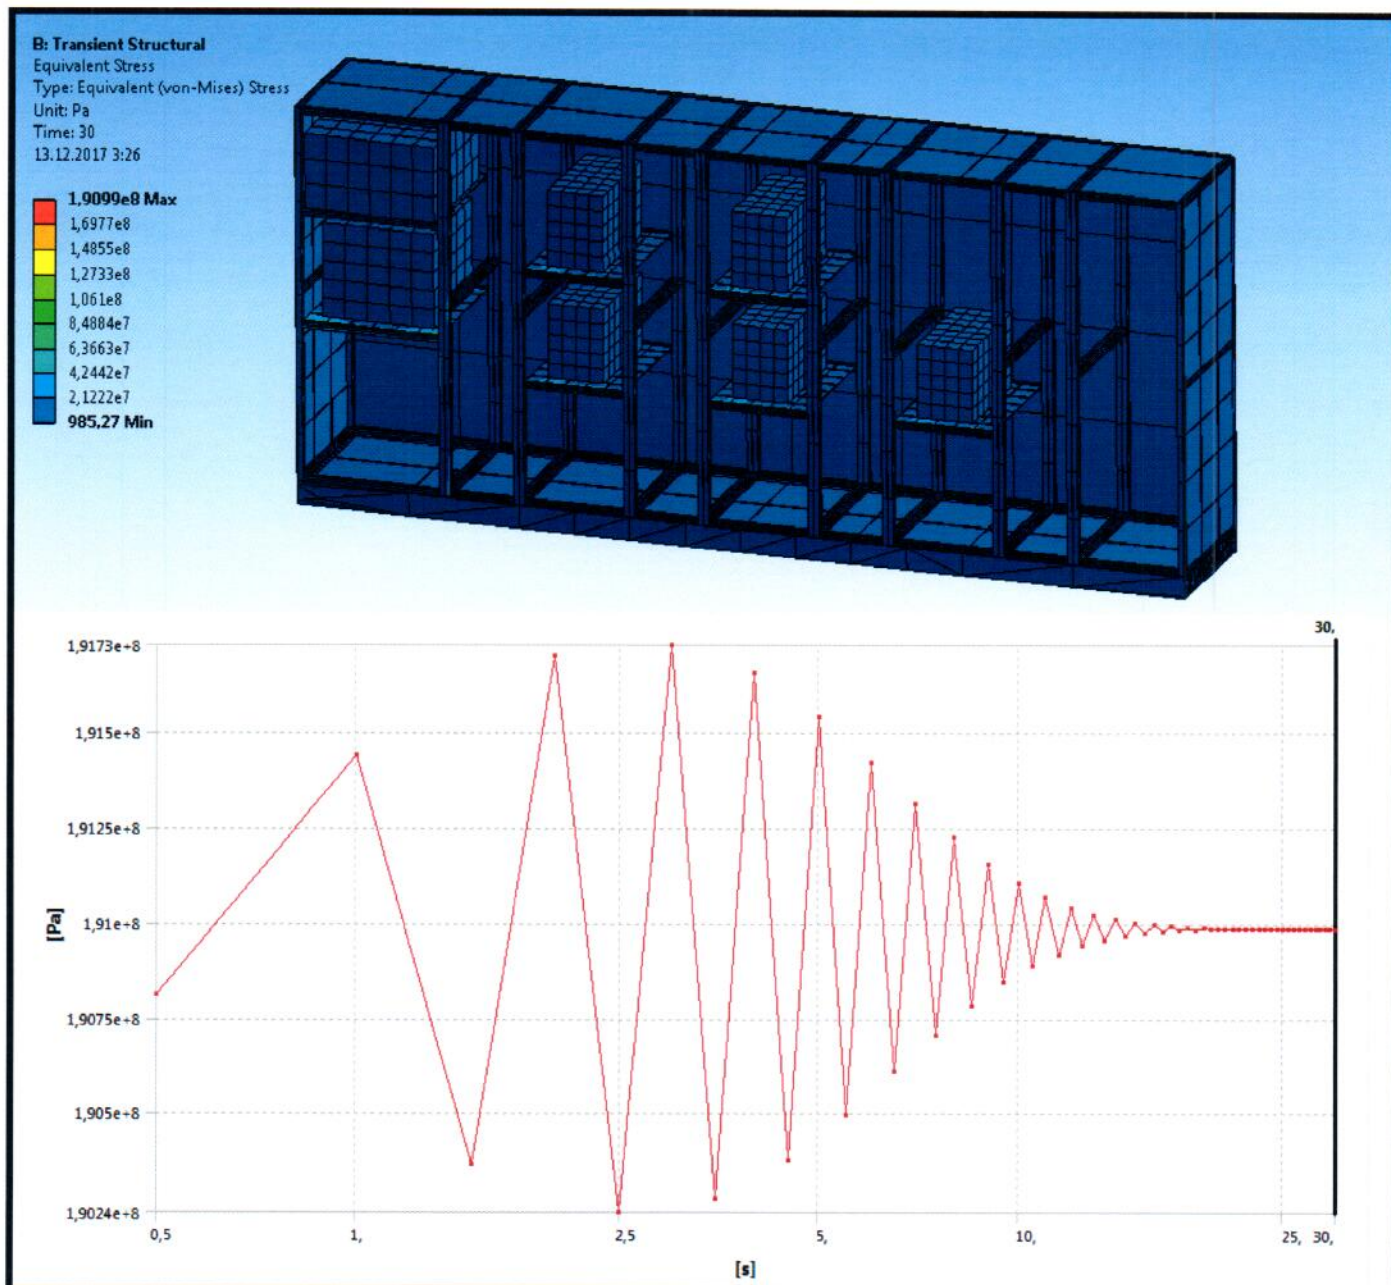 B: Transient Structural
Equivalent Stress
Type: Equivalent (von-Mises) Stress
Unit: Pa
Time: 30
13.12.2017 3:26
1,9099e8 Max
1,6977e8
1,4855e8
1,2733e8
1,061e8
8,4884e7
6,3663e7
4,2442e7
2,1222e7
985,27 Min
30,
1,9173e+8
1,915e+8
1,9125e+8
1,91e+8
1,9075e+8
1,905e+8
1,9024e+8
[Pa]
0,5 1, 2,5 5, 10, 25, 30,
[s]